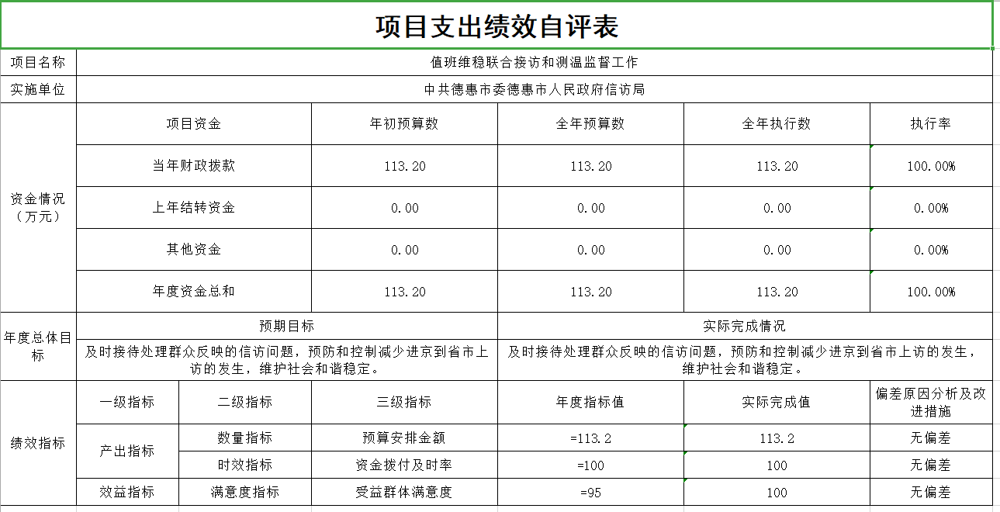 项目支出绩效自评表
项目名称 值班维稳联合接访和测温监督工作
实施单位 中共德惠市委德惠市人民政府信访局
资金情况
（万元）
项目资金 年初预算数 全年预算数 全年执行数 执行率
当年财政拨款 113.20 113.20 113.20 100.00%
上年结转资金 0.00 0.00 0.00 0.00%
其他资金 0.00 0.00 0.00 0.00%
年度资金总和 113.20 113.20 113.20 100.00%
年度总体目
标
预期目标 实际完成情况
及时接待处理群众反映的信访问题，预防和控制减少进京到省市上
访的发生，维护社会和谐稳定。
及时接待处理群众反映的信访问题，预防和控制减少进京到省市上访的发生，
维护社会和谐稳定。
绩效指标
一级指标 二级指标 三级指标 年度指标值 实际完成值 偏差原因分析及改
进措施
产出指标
数量指标 预算安排金额 =113.2 113.2 无偏差
时效指标 资金拨付及时率 =100 100 无偏差
效益指标 满意度指标 受益群体满意度 =95 100 无偏差